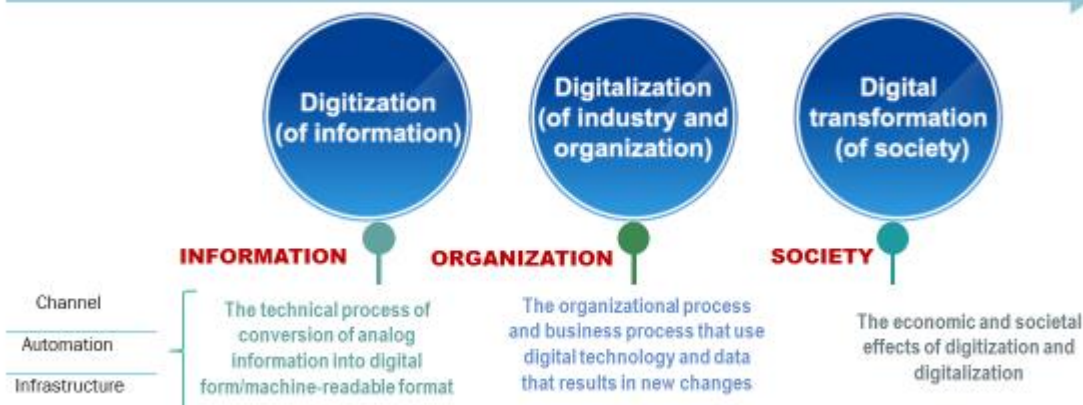 Digitization
(of information)
Digitalization
(of industry and
organization)
Digital
transformation
(of society)
INFORMATION
ORGANIZATION
SOCIETY
Channel
Automation
Infrastructure
The technical process of
conversion of analog
information into digital
form/machine-readable format
The organizational process
and business process that use
digital technology and data
that results in new changes
The economic and societal
effects of digitization and
digitalization